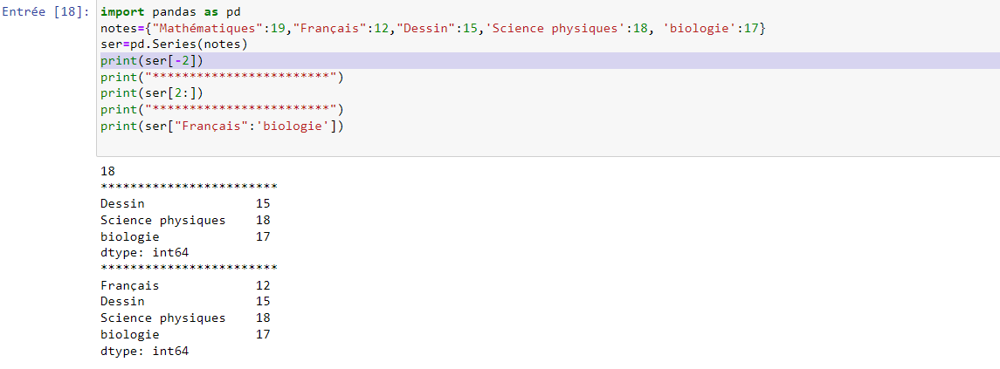 Entrée [18]: import pandas as pd
notes={"Mathématiques":19,"Français":12,"Dessin":15,'Science physiques':18, 'biologie':17}
ser=pd.Series(notes)
print(ser[-2])
print("************************")
print(ser[2:])
print("************************")
print(ser["Français":'biologie'])
18
************************
Dessin 15
Science physiques 18
biologie 17
dtype: int64
************************
Français 12
Dessin 15
Science physiques 18
biologie 17
dtype: int64